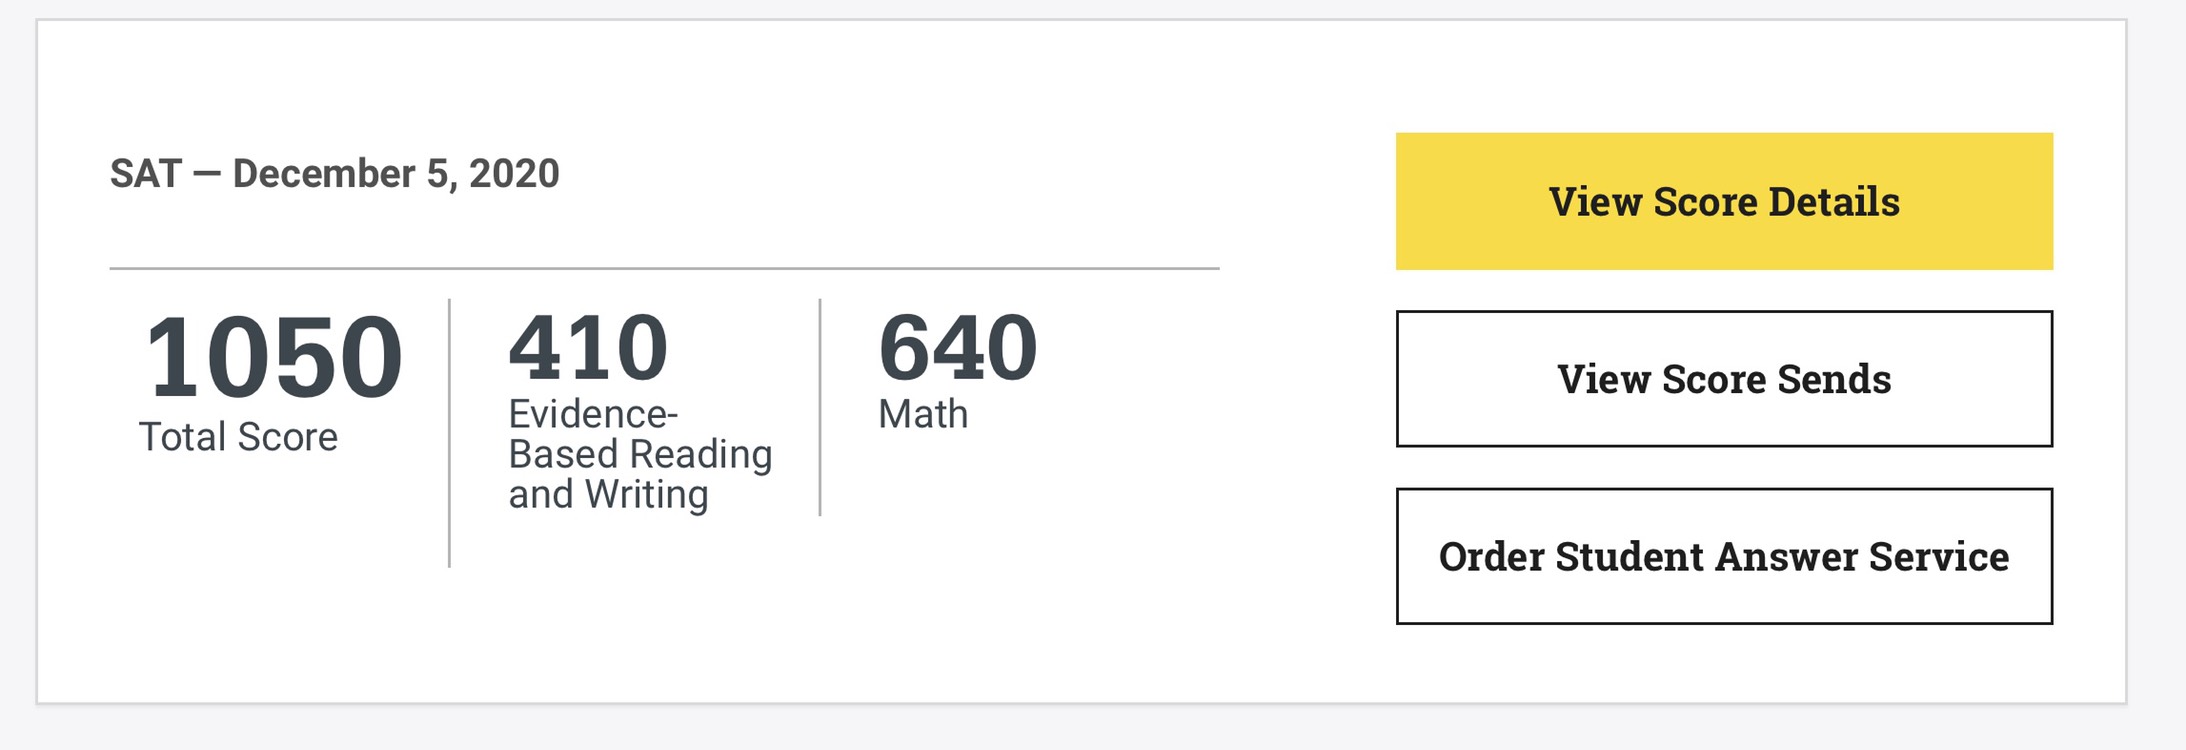 SAT — December 5, 2020
1050
Total Score
410
Evidence-
Based Reading
and Writing
640
Math
View Score Details
View Score Sends
Order Student Answer Service